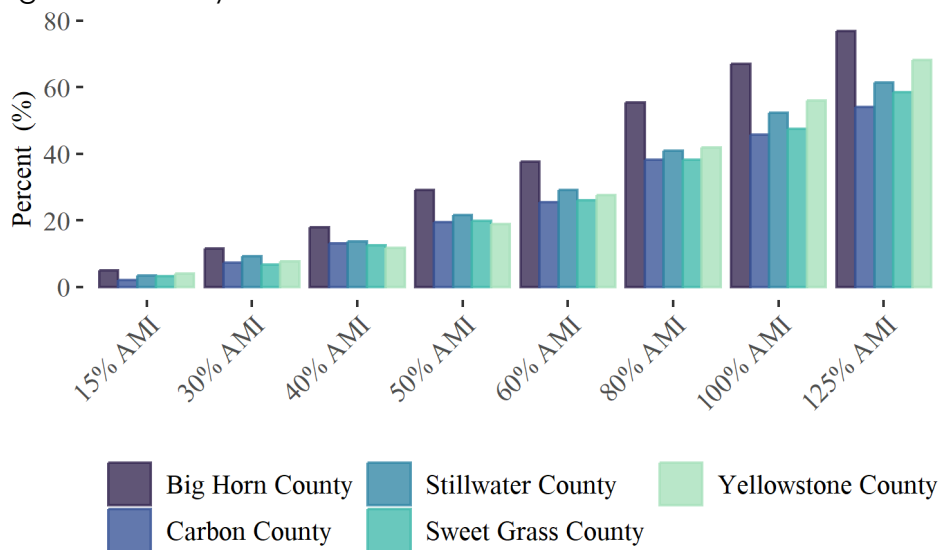 80
60
40
20
0
Percent (%)
15% AMI
30% AMI
40% AMI
50% AMI
60% AMI
80% AMI
100% AMI
125% AMI
Big Horn County
Stillwater County
Yellowstone County
Carbon County
Sweet Grass County